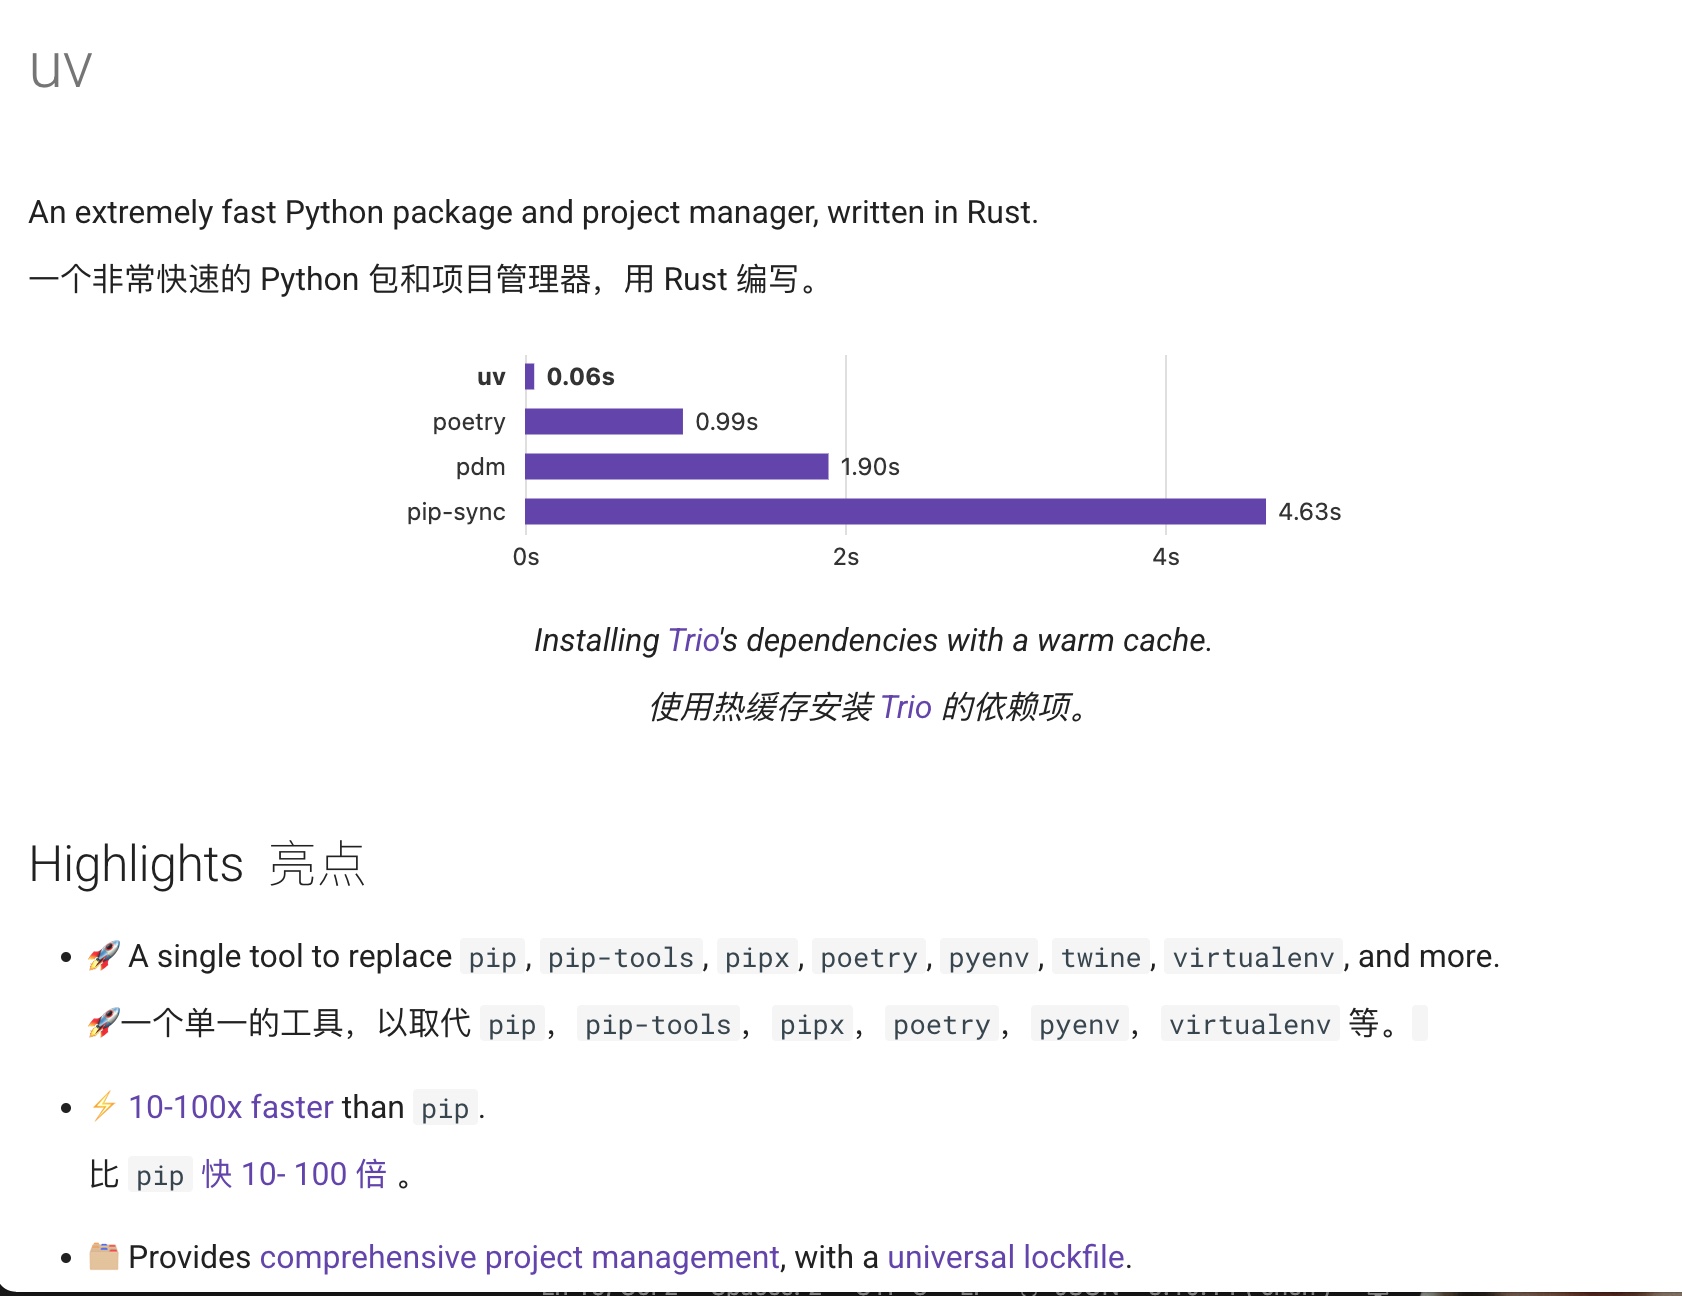 uv
An extremely fast Python package and project manager, written in Rust.
一个非常快速的 Python 包和项目管理器，用 Rust 编写。
uv 0.06s
poetry 0.99s
pdm 1.90s
pip-sync 4.63s
0s 2s 4s
Installing Trio's dependencies with a warm cache.
使用热缓存安装 Trio 的依赖项。
Highlights 亮点
• 🚀 A single tool to replace pip, pip-tools, pipx, poetry, pyenv, twine, virtualenv, and more.
🚀一个单一的工具，以取代 pip， pip-tools， pipx， poetry， pyenv， virtualenv 等。
• ⚡ 10-100x faster than pip.
比 pip 快 10- 100 倍 。
• 🗂️ Provides comprehensive project management, with a universal lockfile.